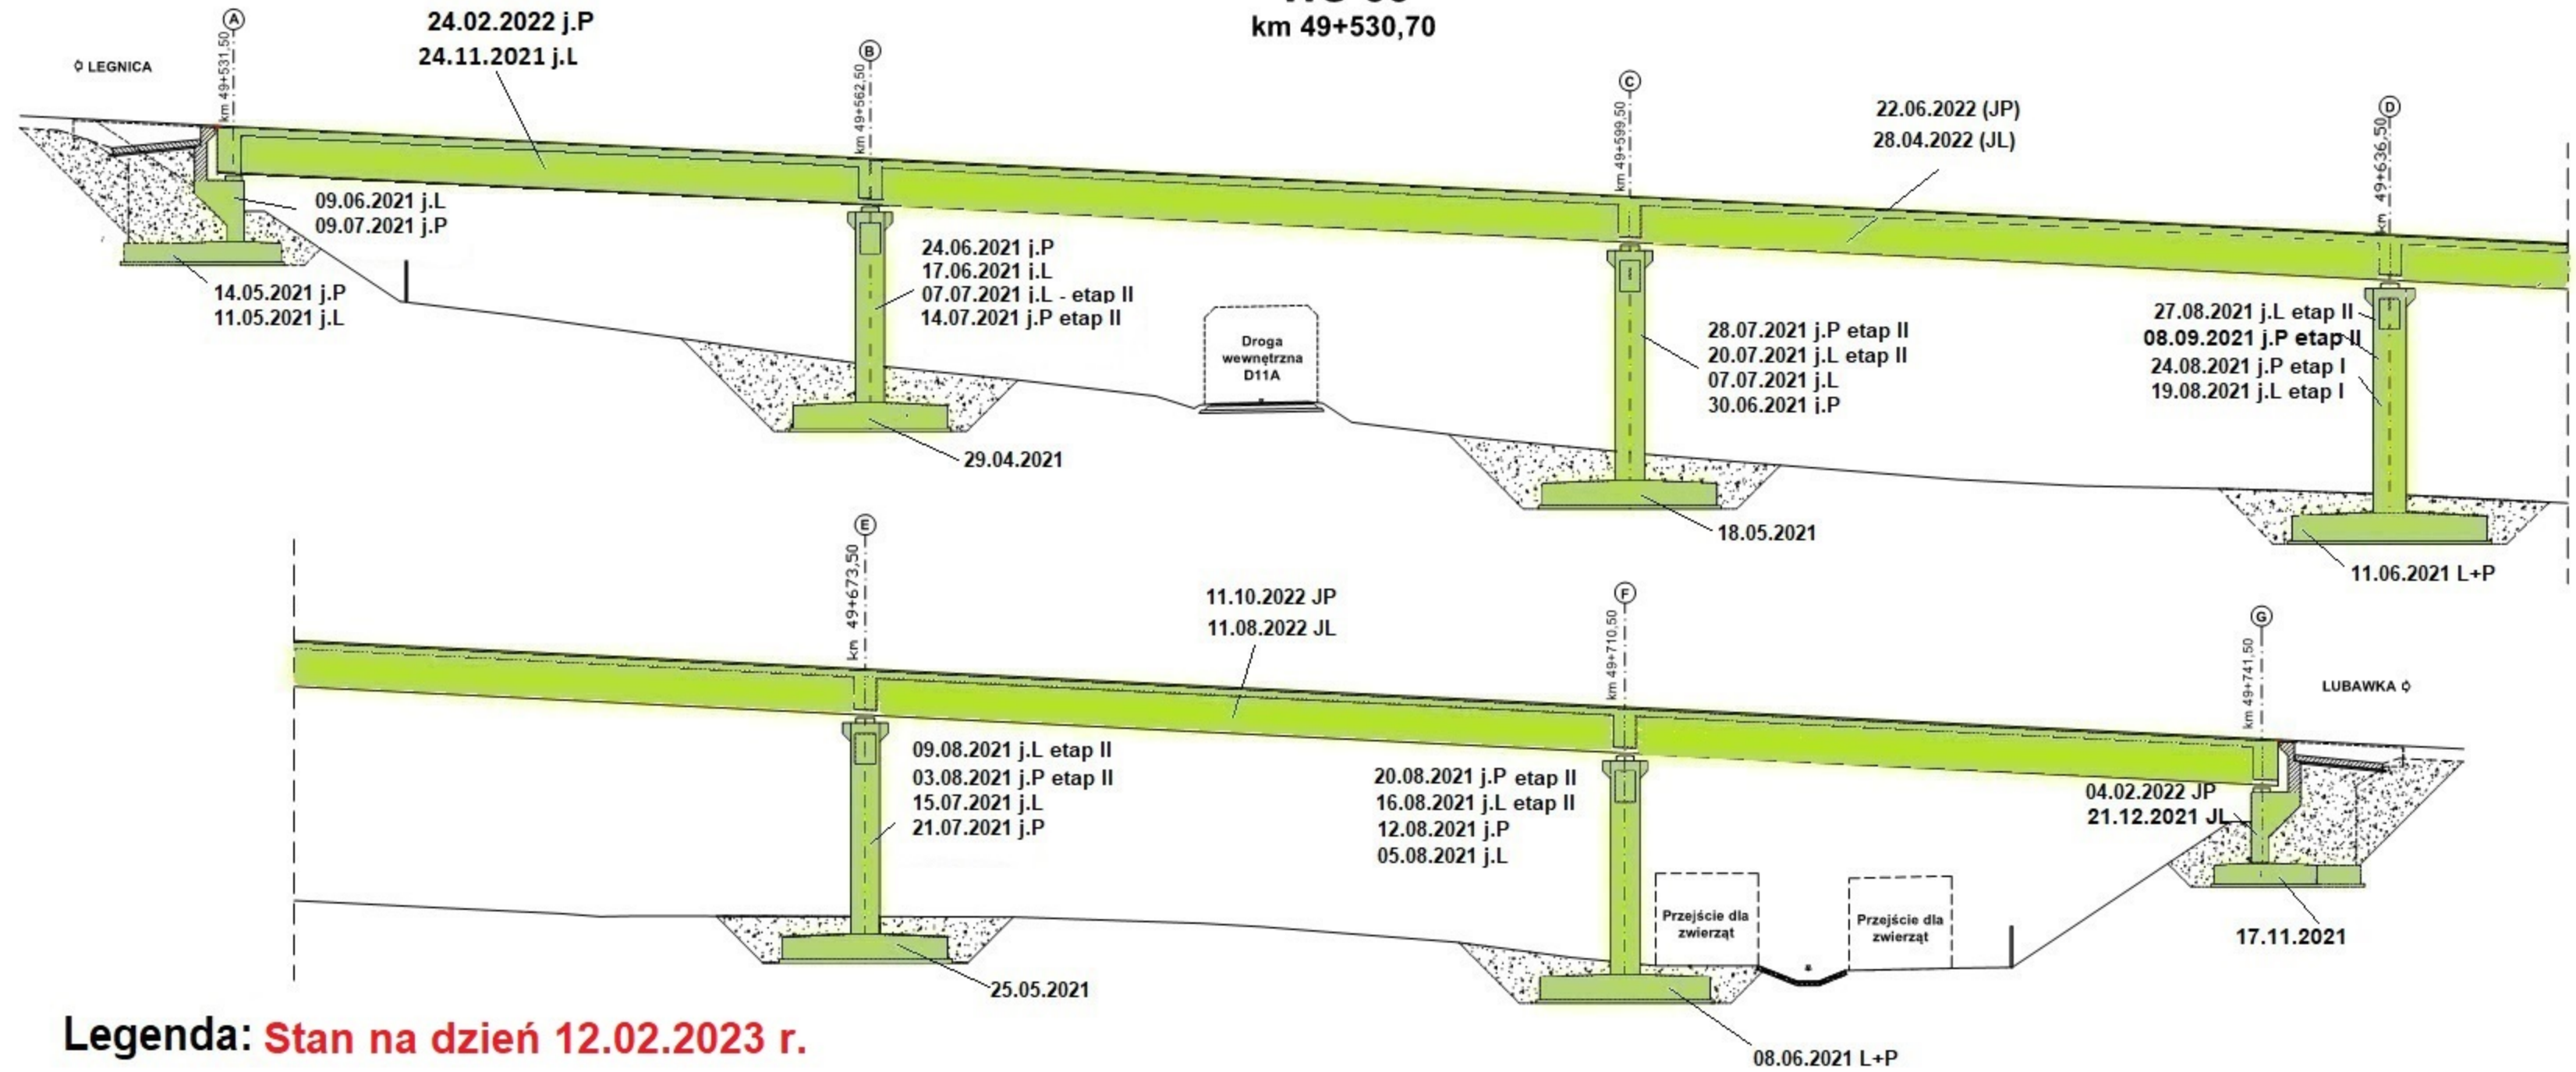 km 49+530,70
A
km 49+531,50
LEGNICA
24.02.2022 j.P
24.11.2021 j.L
B
km 49+562,50
C
km 49+599,50
22.06.2022 (JP)
28.04.2022 (JL)
D
km 49+636,50
09.06.2021 j.L
09.07.2021 j.P
14.05.2021 j.P
11.05.2021 j.L
24.06.2021 j.P
17.06.2021 j.L
07.07.2021 j.L - etap II
14.07.2021 j.P etap II
Droga
wewnętrzna
D11A
28.07.2021 j.P etap II
20.07.2021 j.L etap II
07.07.2021 j.L
30.06.2021 j.P
27.08.2021 j.L etap II
08.09.2021 j.P etap II
24.08.2021 j.P etap I
19.08.2021 j.L etap I
29.04.2021
18.05.2021
11.06.2021 L+P
E
km 49+673,50
11.10.2022 JP
11.08.2022 JL
F
km 49+710,50
G
km 49+741,50
LUBAWKA
09.08.2021 j.L etap II
03.08.2021 j.P etap II
15.07.2021 j.L
21.07.2021 j.P
20.08.2021 j.P etap II
16.08.2021 j.L etap II
12.08.2021 j.P
05.08.2021 j.L
04.02.2022 JP
21.12.2021 JL
Przejście dla
zwierząt
Przejście dla
zwierząt
17.11.2021
25.05.2021
08.06.2021 L+P
Legenda: Stan na dzień 12.02.2023 r.